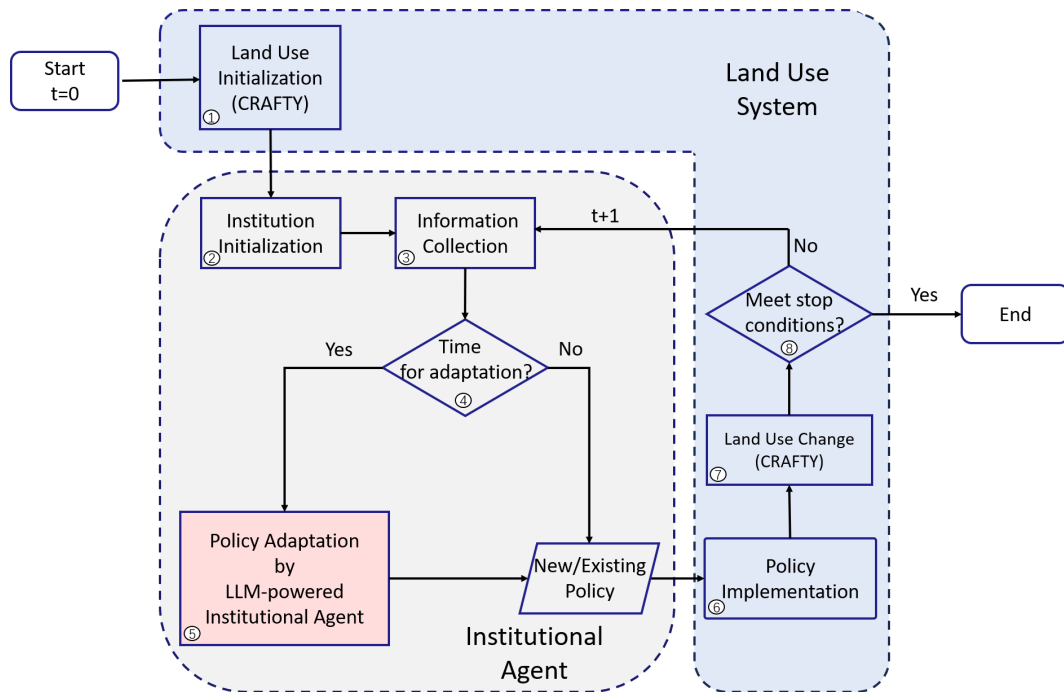 Start
t=0
Land Use
Initialization
(CRAFTY)
①
Land Use
System
Institution
Initialization
②
Information
Collection
③
t+1
No
Meet stop
conditions?
⑧
Yes
End
Time
for adaptation?
④
Yes
No
Land Use Change
(CRAFTY)
⑦
Policy Adaptation
by
LLM-powered
Institutional Agent
⑤
New/Existing
Policy
Policy
Implementation
⑥
Institutional
Agent